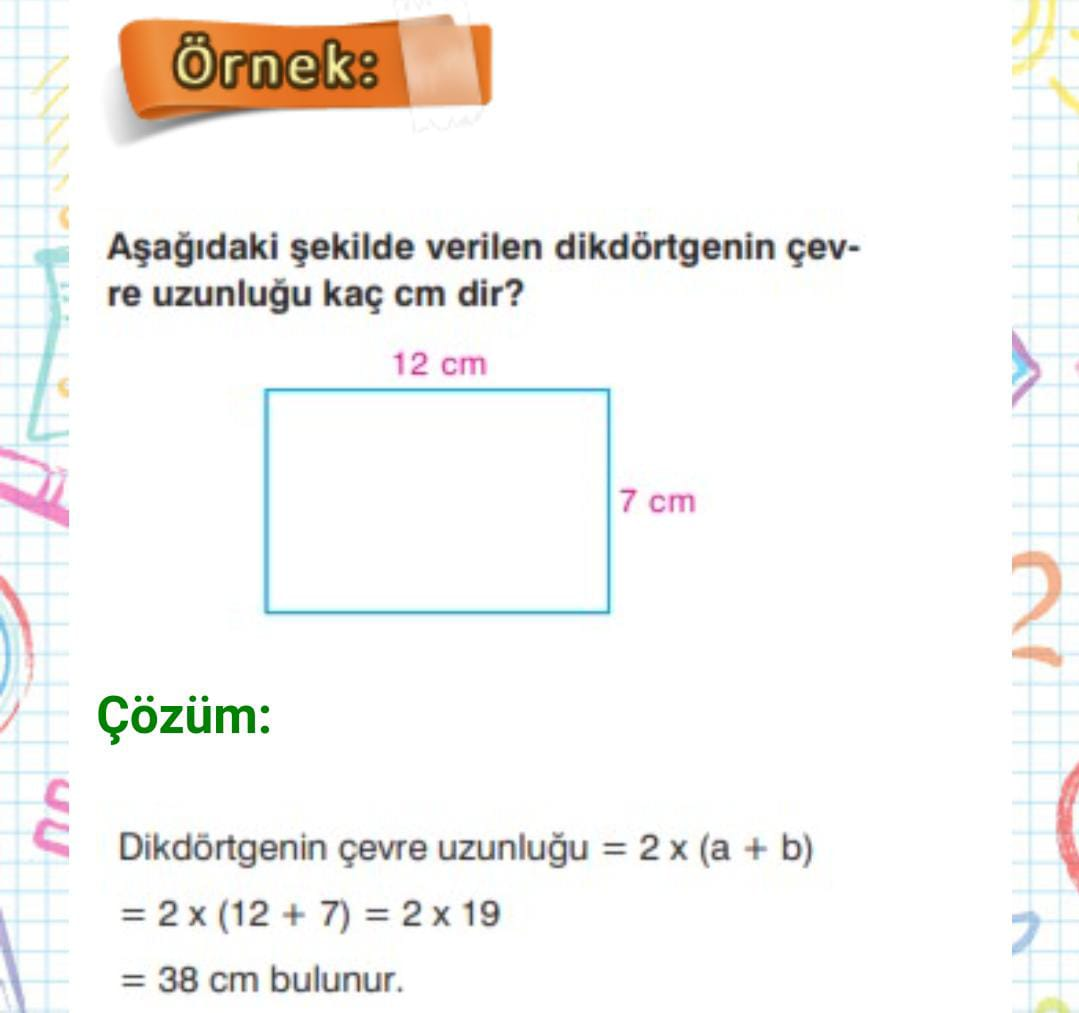 Örnek:
Aşağıdaki şekilde verilen dikdörtgenin çev-
re uzunluğu kaç cm dir?
12 cm
7 cm
2
Çözüm:
Dikdörtgenin çevre uzunluğu = 2 x (a + b)
= 2 x (12 + 7) = 2 x 19
= 38 cm bulunur.